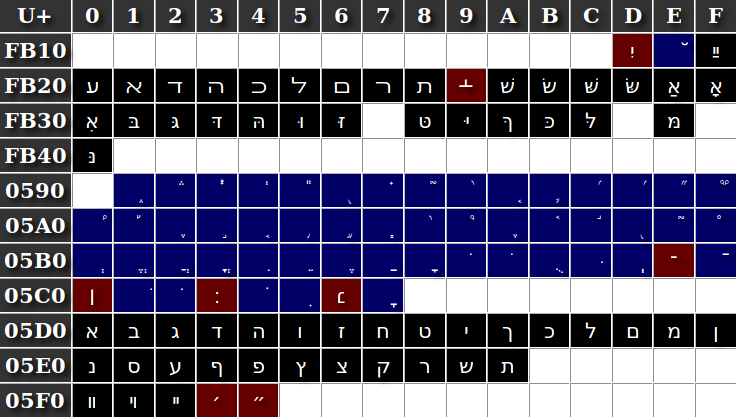 U+ 0 1 2 3 4 5 6 7 8 9 A B C D E F
FB10 יִ ﬞ ײַ
FB20 ﬠ ﬡ ﬢ ﬣ ﬤ ﬥ ﬦ ﬧ ﬨ ﬩ שׁ שׂ שּׁ שּׂ אַ אָ
FB30 אּ בּ גּ דּ הּ וּ זּ טּ יּ ךּ כּ לּ מּ
FB40 נּ
0590 ֑ ֒ ֓ ֔ ֕ ֖ ֗ ֘ ֙ ֚ ֛ ֜ ֝ ֞ ֟
05A0 ֠ ֡ ֢ ֣ ֤ ֥ ֦ ֧ ֨ ֩ ֪ ֫ ֬ ֭ ֮ ֯
05B0 ְ ֱ ֲ ֳ ִ ֵ ֶ ַ ָ ֹ ֺ ֻ ּ ֽ ־ ֿ
05C0 ׀ ׁ ׂ ׃ ׄ ׅ ׆ ׇ
05D0 א ב ג ד ה ו ז ח ט י ך כ ל ם מ ן
05E0 נ ס ע ף פ ץ צ ק ר ש ת
05F0 װ ױ ײ ׳ ״